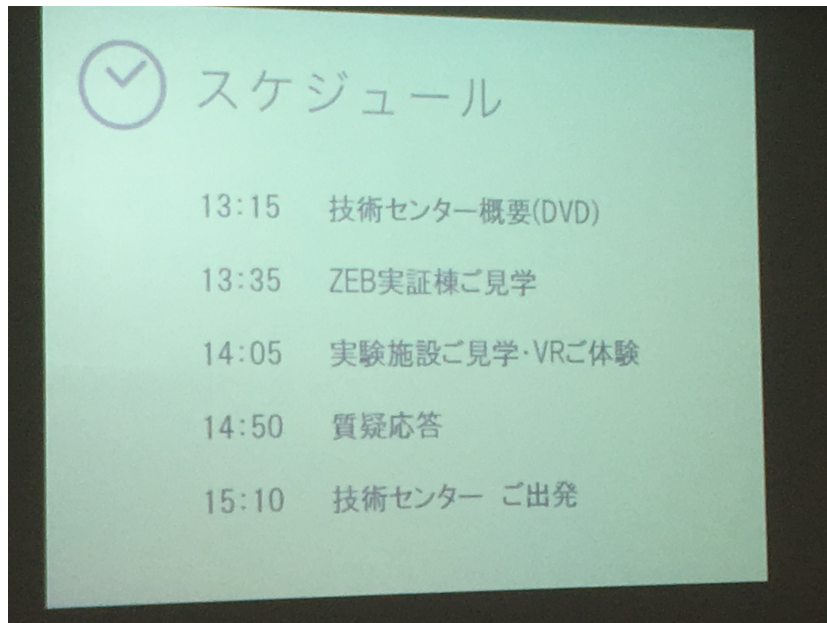 スケジュール
13:15 技術センター概要(DVD)
13:35 ZEB実証棟ご見学
14:05 実験施設ご見学・VRご体験
14:50 質疑応答
15:10 技術センター ご出発